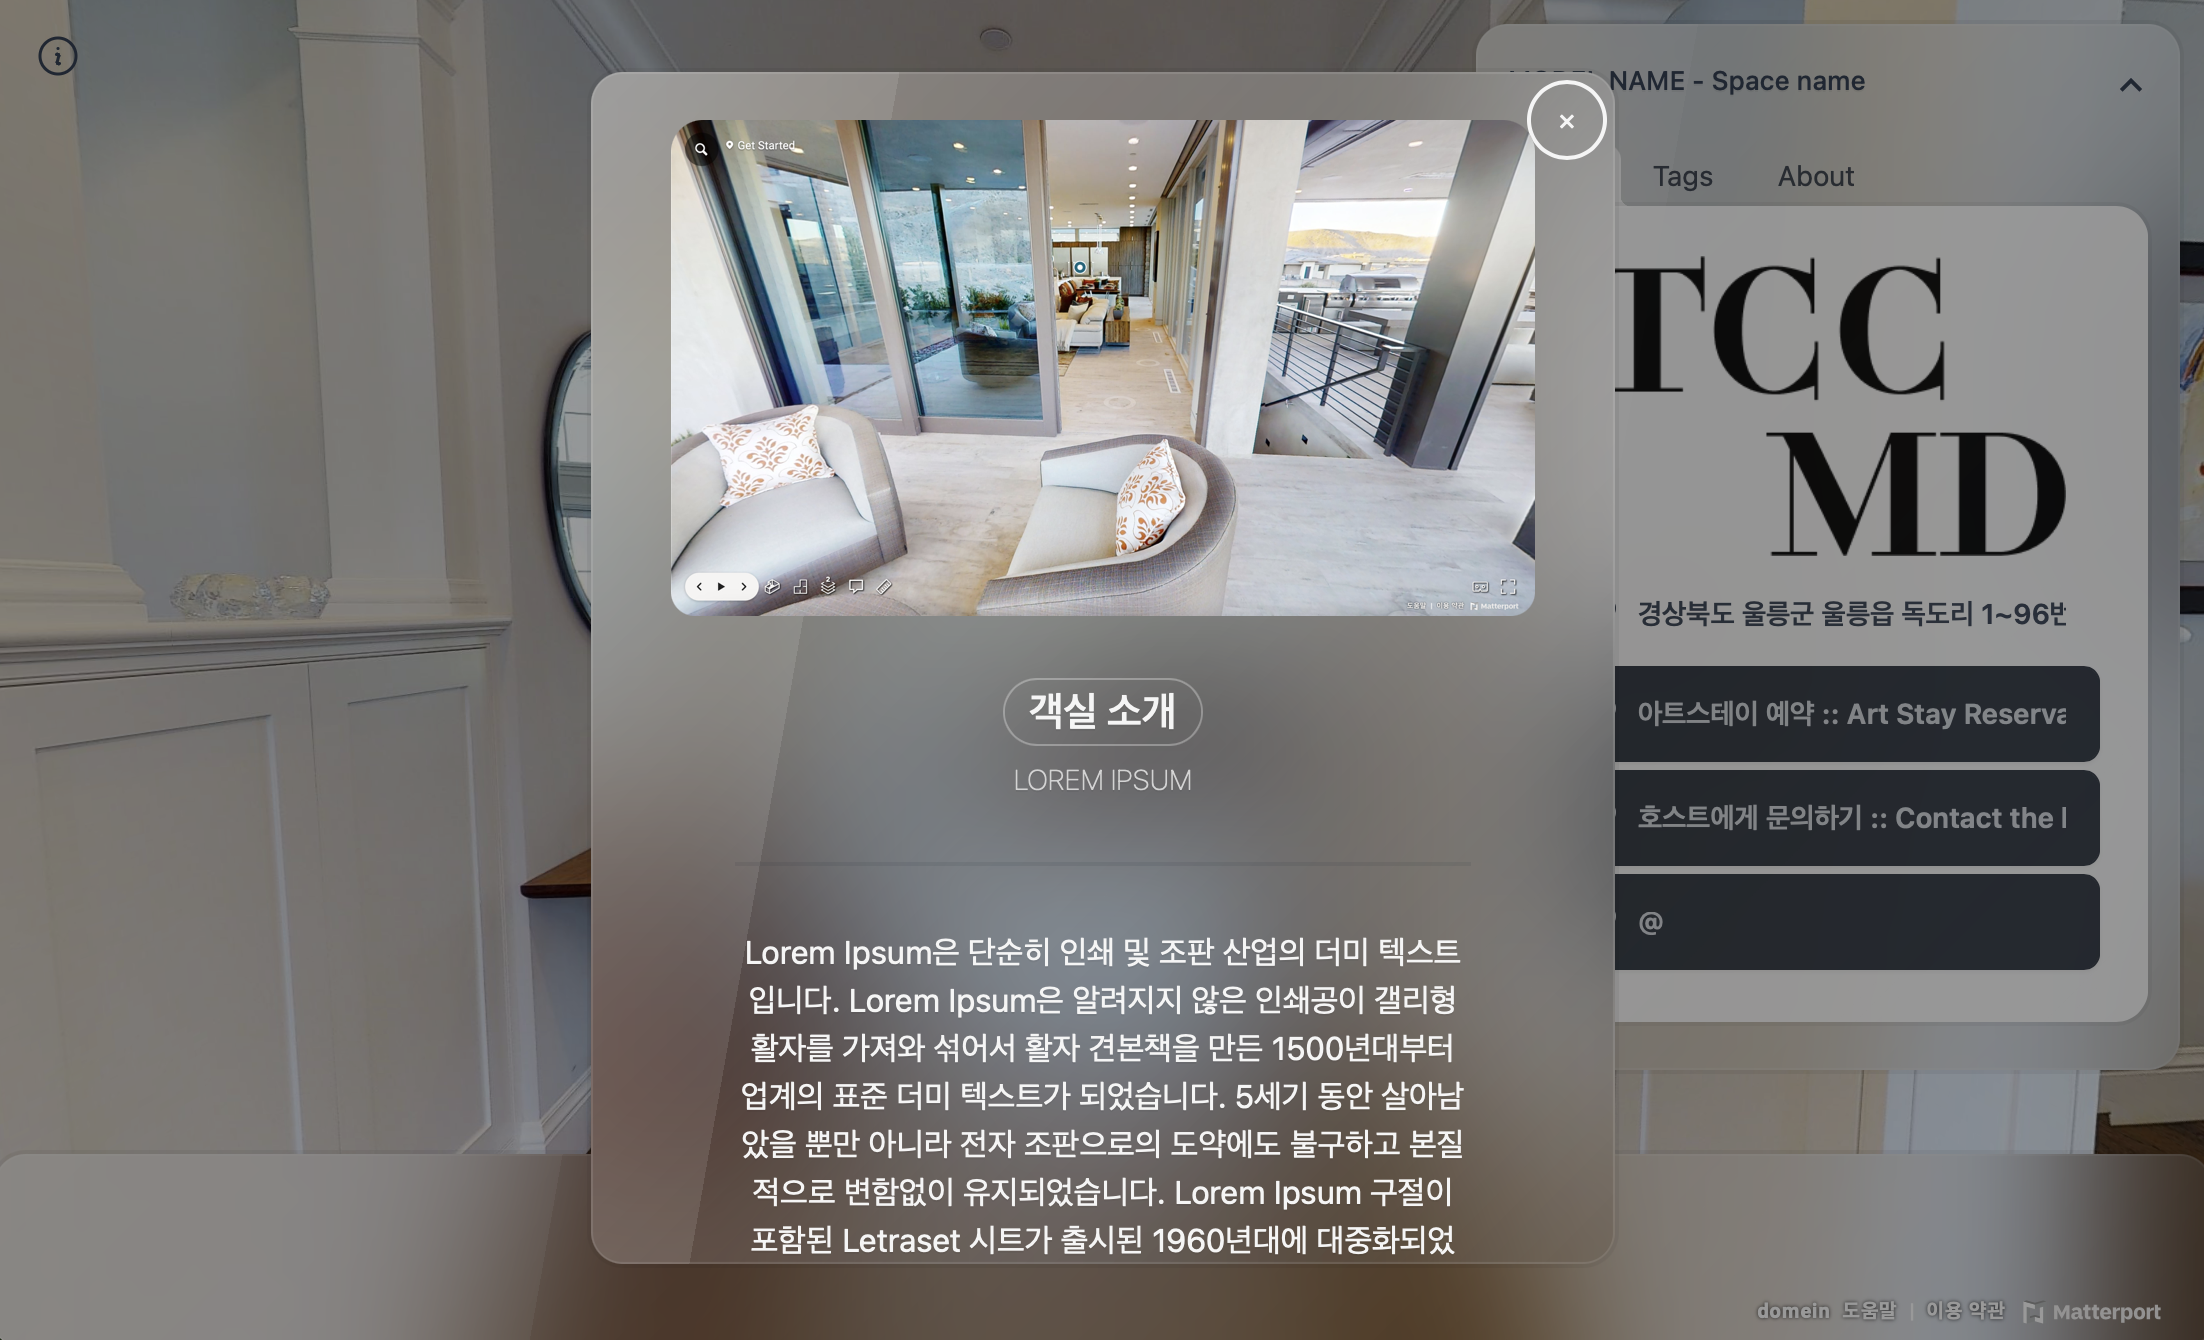 NAME - Space name
Tags
About
TCC
MD
경상북도 울릉군 울릉읍 독도리 1~96번
아트스테이 예약 :: Art Stay Reserva
호스트에게 문의하기 :: Contact the
@
Get Started
2
도움말 | 이용 약관 Matterport
객실 소개
LOREM IPSUM
Lorem Ipsum은 단순히 인쇄 및 조판 산업의 더미 텍스트
입니다. Lorem Ipsum은 알려지지 않은 인쇄공이 갤리형
활자를 가져와 섞어서 활자 견본책을 만든 1500년대부터
업계의 표준 더미 텍스트가 되었습니다. 5세기 동안 살아남
았을 뿐만 아니라 전자 조판으로의 도약에도 불구하고 본질
적으로 변함없이 유지되었습니다. Lorem Ipsum 구절이
포함된 Letraset 시트가 출시된 1960년대에 대중화되었
domein 도움말 | 이용 약관 Matterport